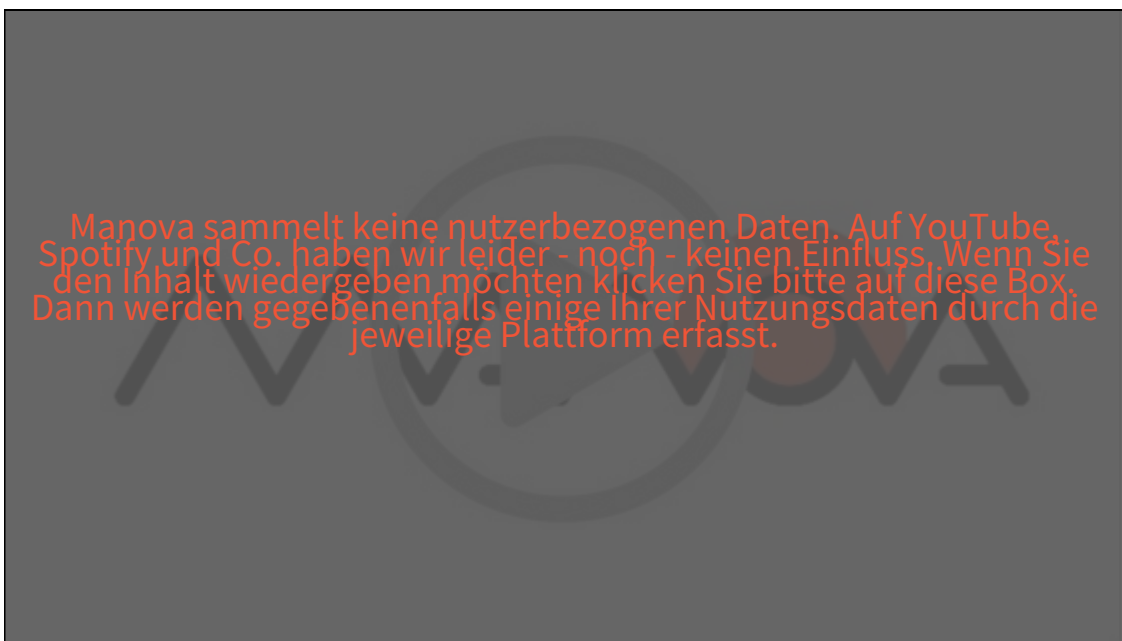 Manova sammelt keine nutzerbezogenen Daten. Auf YouTube,
Spotify und Co. haben wir leider - noch - keinen Einfluss. Wenn Sie
den Inhalt wiedergeben möchten klicken Sie bitte auf diese Box.
Dann werden gegebenenfalls einige Ihrer Nutzungsdaten durch die
jeweilige Plattform erfasst.
MANOVA